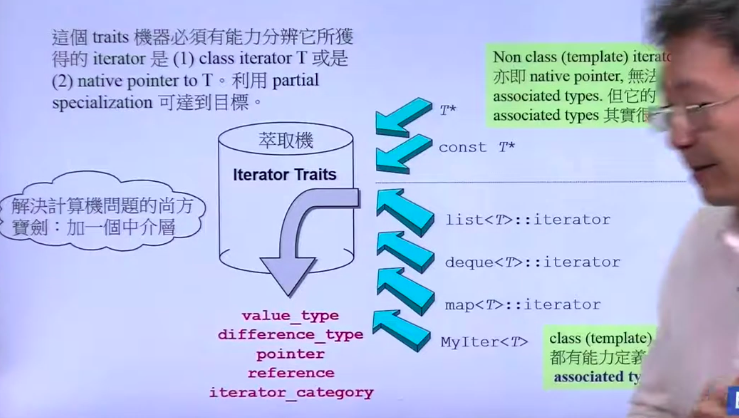 這個 traits 機器必須有能力分辨它所獲
得的 iterator 是 (1) class iterator T 或是
(2) native pointer to T。利用 partial
specialization 可達到目標。
Non class (template)
亦即 native pointer, 無法
associated types. 但它的
associated types 其實很
T*
const T*
萃取機
Iterator Traits
解決計算機問題的尚方
寶劍：加一個中介層
list<T>::iterator
deque<T>::iterator
map<T>::iterator
MyIter<T>
value_type
difference_type
pointer
reference
iterator_category
class (template)
都有能力定義
associated